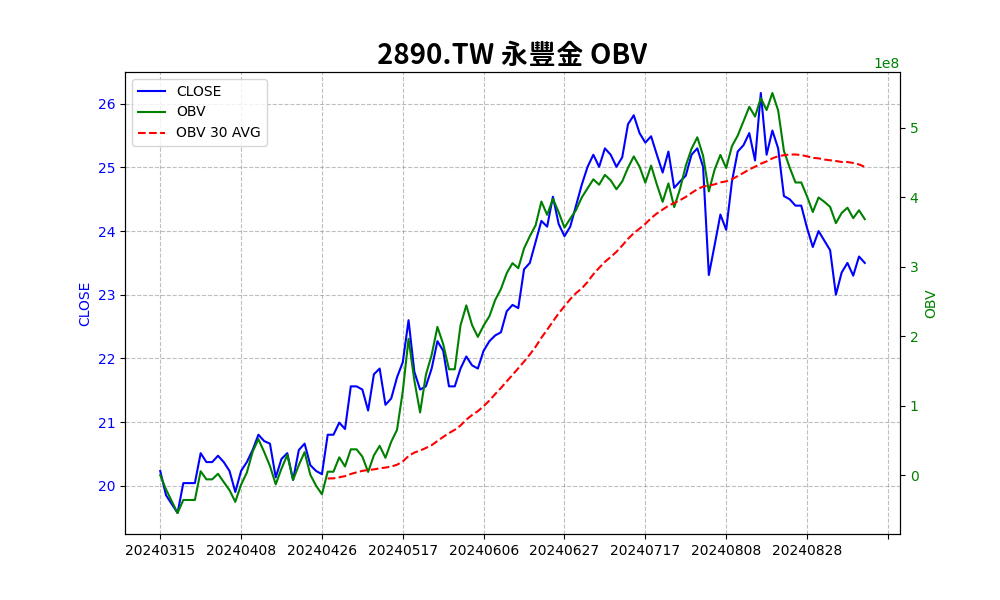 2890.TW 永豐金 OBV
1e8
CLOSE
OBV
OBV 30 AVG
26
25
24
23
22
21
20
CLOSE
5
4
3
2
1
0
OBV
20240315 20240408 20240426 20240517 20240606 20240627 20240717 20240808 20240828